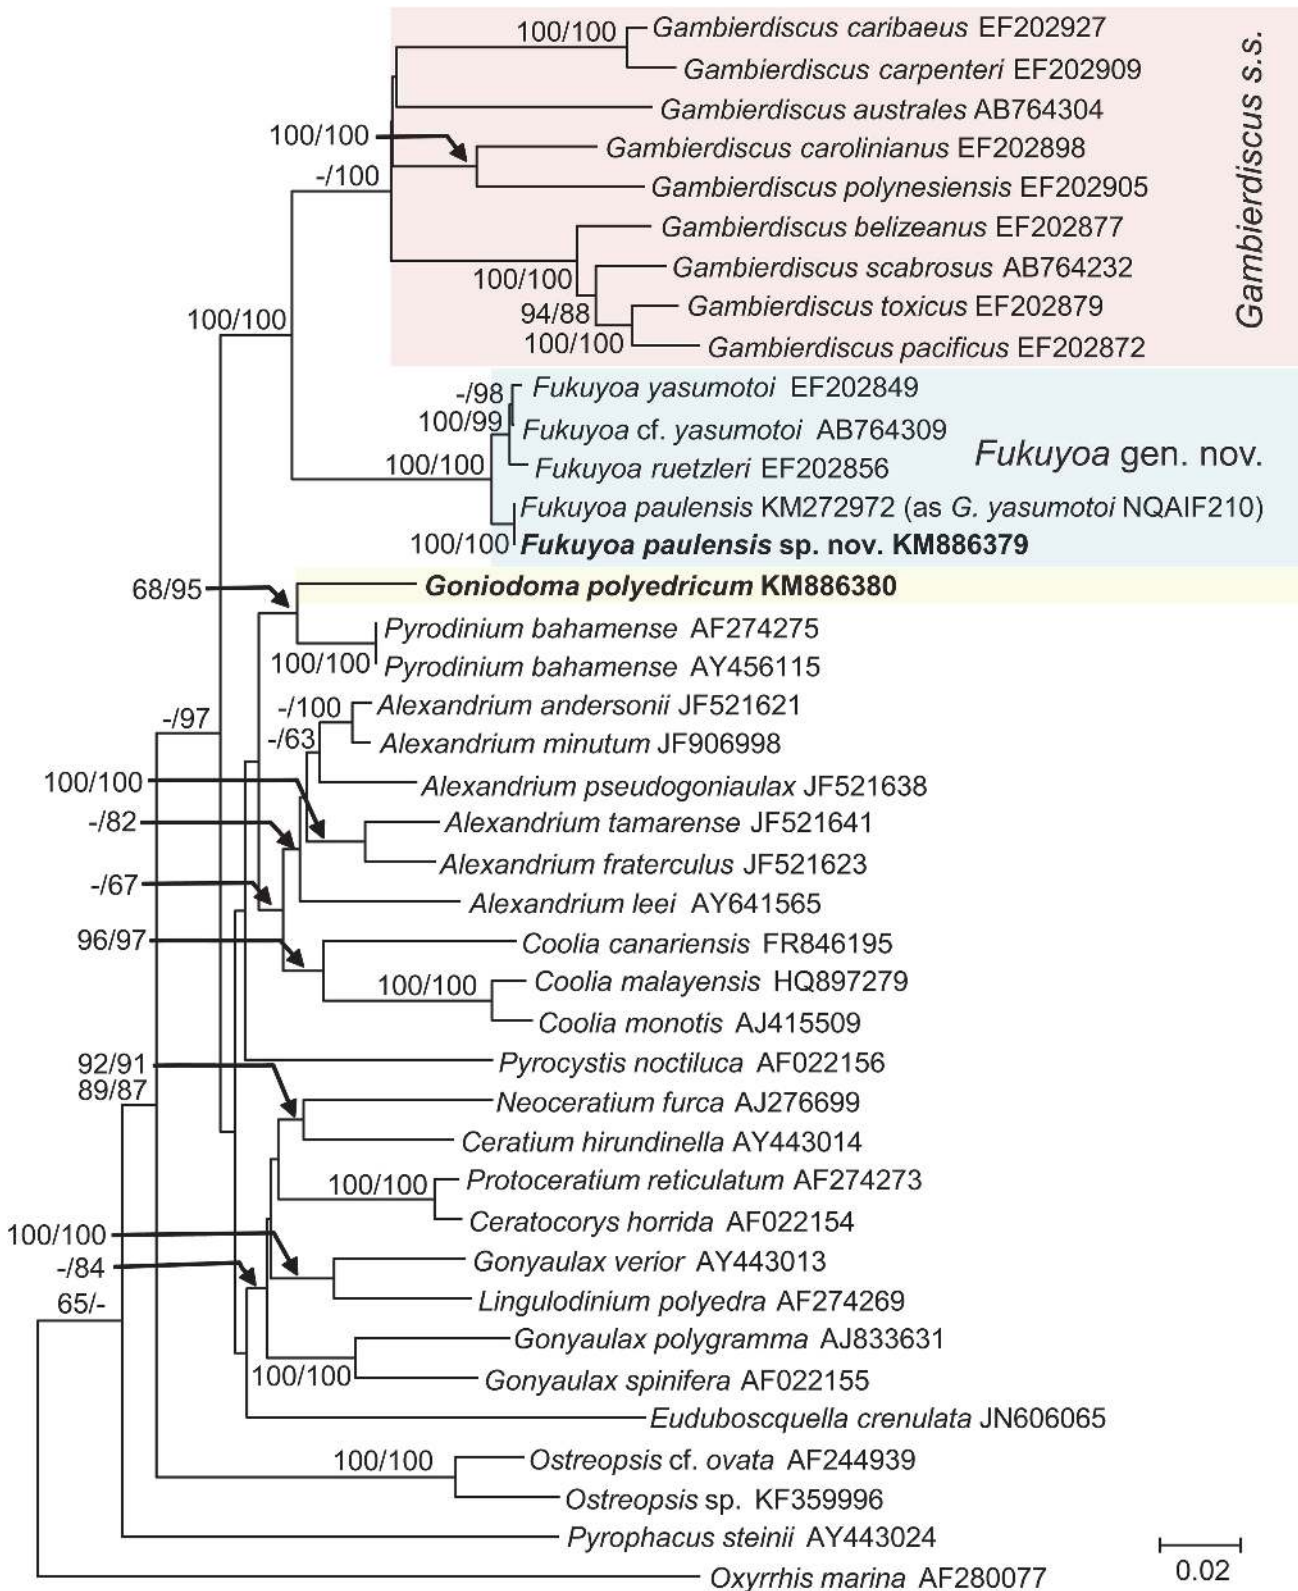 100/100 Gambierdiscus caribaeus EF202927
Gambierdiscus carpenteri EF202909
Gambierdiscus australes AB764304
100/100 Gambierdiscus carolinianus EF202898
-/100 Gambierdiscus polynesiensis EF202905
Gambierdiscus s.s.
Gambierdiscus belizeanus EF202877
100/100 Gambierdiscus scabrosus AB764232
94/88 Gambierdiscus toxicus EF202879
100/100
100/100 Gambierdiscus pacificus EF202872
-/98 Fukuyoa yasumotoi EF202849
100/99 Fukuyoa cf. yasumotoi AB764309
Fukuyoa gen. nov.
100/100 Fukuyoa ruetzleri EF202856
Fukuyoa paulensis KM272972 (as G. yasumotoi NQAIF210)
100/100 Fukuyoa paulensis sp. nov. KM886379
68/95 Goniodoma polyedricum KM886380
Pyrodinium bahamense AF274275
100/100 Pyrodinium bahamense AY456115
-/97
-/100 Alexandrium andersonii JF521621
-/63 Alexandrium minutum JF906998
100/100 Alexandrium pseudogoniaulax JF521638
-/82 Alexandrium tamarense JF521641
Alexandrium fraterculus JF521623
-/67 Alexandrium leei AY641565
96/97 Coolia canariensis FR846195
100/100 Coolia malayensis HQ897279
Coolia monotis AJ415509
92/91 Pyrocystis noctiluca AF022156
89/87 Neoceratium furca AJ276699
Ceratium hirundinella AY443014
100/100 Protoceratium reticulatum AF274273
Ceratocorys horrida AF022154
100/100 Gonyaulax verior AY443013
-/84
65/- Lingulodinium polyedra AF274269
Gonyaulax polygramma AJ833631
100/100 Gonyaulax spinifera AF022155
Euduboscquella crenulata JN606065
100/100 Ostreopsis cf. ovata AF244939
Ostreopsis sp. KF359996
Pyrophacus steinii AY443024
0.02
Oxyrrhis marina AF280077